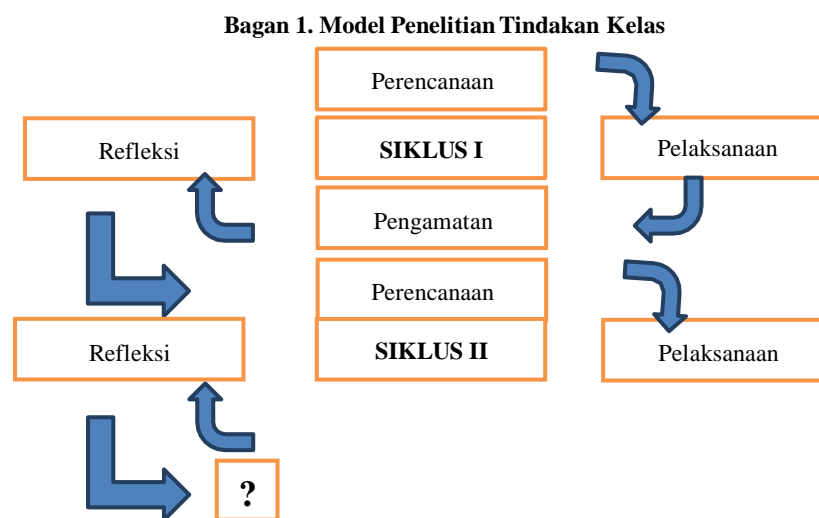 Bagan 1. Model Penelitian Tindakan Kelas
Perencanaan
Refleksi
SIKLUS I
Pelaksanaan
Pengamatan
Perencanaan
Refleksi
SIKLUS II
Pelaksanaan
?